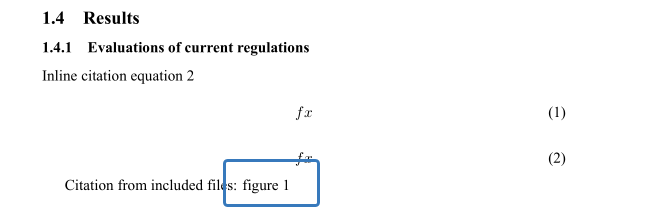 1.4 Results
1.4.1 Evaluations of current regulations
Inline citation equation 2
fx (1)
fx (2)
Citation from included files: figure 1